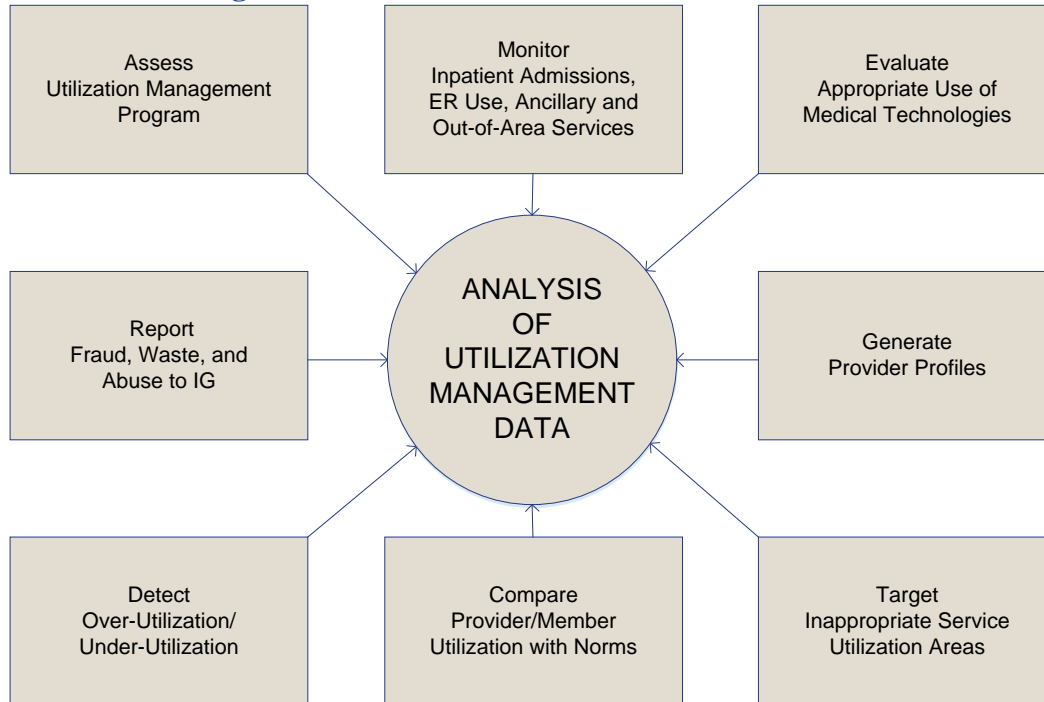 Assess
Utilization Management
Program
Monitor
Inpatient Admissions,
ER Use, Ancillary and
Out-of-Area Services
Evaluate
Appropriate Use of
Medical Technologies
Report
Fraud, Waste, and
Abuse to IG
ANALYSIS
OF
UTILIZATION
MANAGEMENT
DATA
Generate
Provider Profiles
Detect
Over-Utilization/
Under-Utilization
Compare
Provider/Member
Utilization with Norms
Target
Inappropriate Service
Utilization Areas